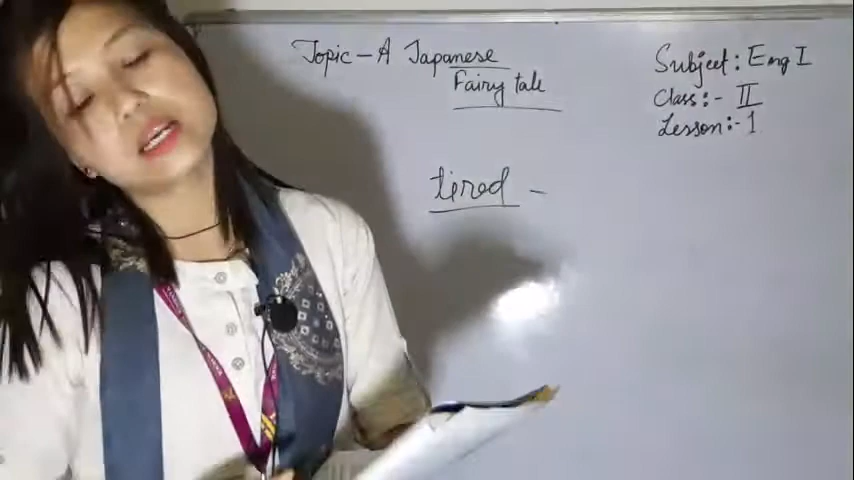 Topic - A Japanese
Fairy tale
Subject : Eng I
Class :- II
Lesson :- 1
tired -